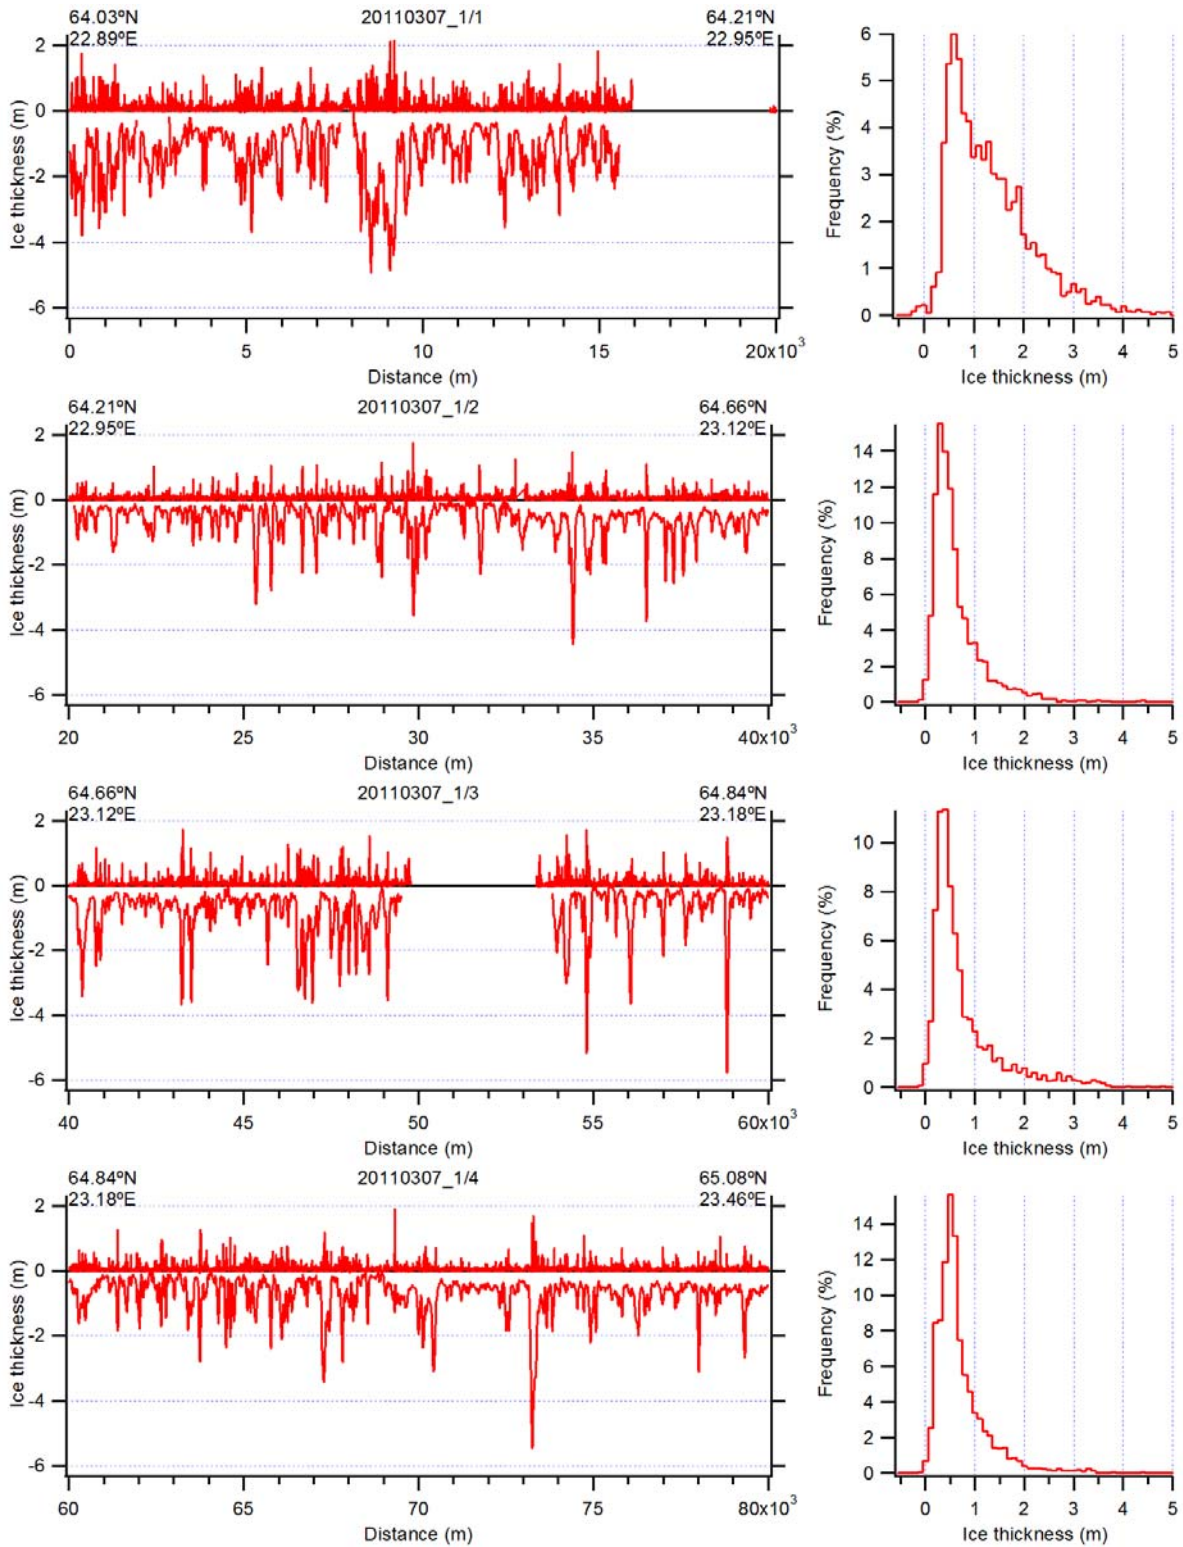 64.03ºN 20110307_1/1 64.21ºN
22.89ºE 22.95ºE
Ice thickness (m)
2
0
-2
-4
-6
0 5 10 15 20x10³
Distance (m)
Frequency (%)
6
5
4
3
2
1
0
0 1 2 3 4 5
Ice thickness (m)
64.21ºN 20110307_1/2 64.66ºN
22.95ºE 23.12ºE
Ice thickness (m)
2
0
-2
-4
-6
20 25 30 35 40x10³
Distance (m)
Frequency (%)
14
12
10
8
6
4
2
0
0 1 2 3 4 5
Ice thickness (m)
64.66ºN 20110307_1/3 64.84ºN
23.12ºE 23.18ºE
Ice thickness (m)
2
0
-2
-4
-6
40 45 50 55 60x10³
Distance (m)
Frequency (%)
10
8
6
4
2
0
0 1 2 3 4 5
Ice thickness (m)
64.84ºN 20110307_1/4 65.08ºN
23.18ºE 23.46ºE
Ice thickness (m)
2
0
-2
-4
-6
60 65 70 75 80x10³
Distance (m)
Frequency (%)
14
12
10
8
6
4
2
0
0 1 2 3 4 5
Ice thickness (m)